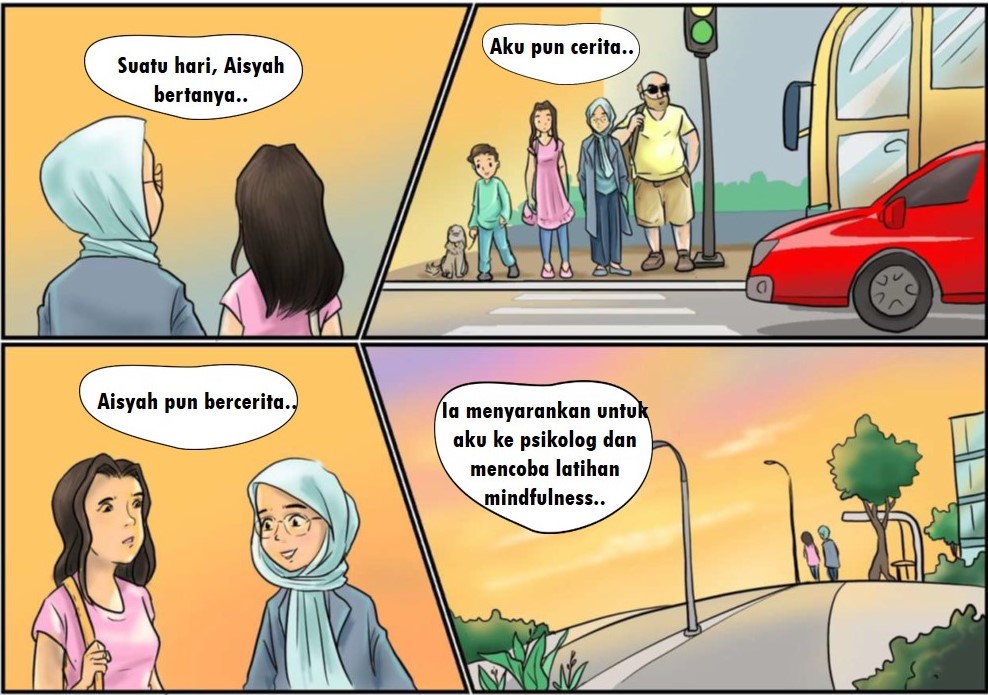 Suatu hari, Aisyah
bertanya..
Aku pun cerita..
Aisyah pun bercerita..
Ia menyarankan untuk
aku ke psikolog dan
mencoba latihan
mindfulness..